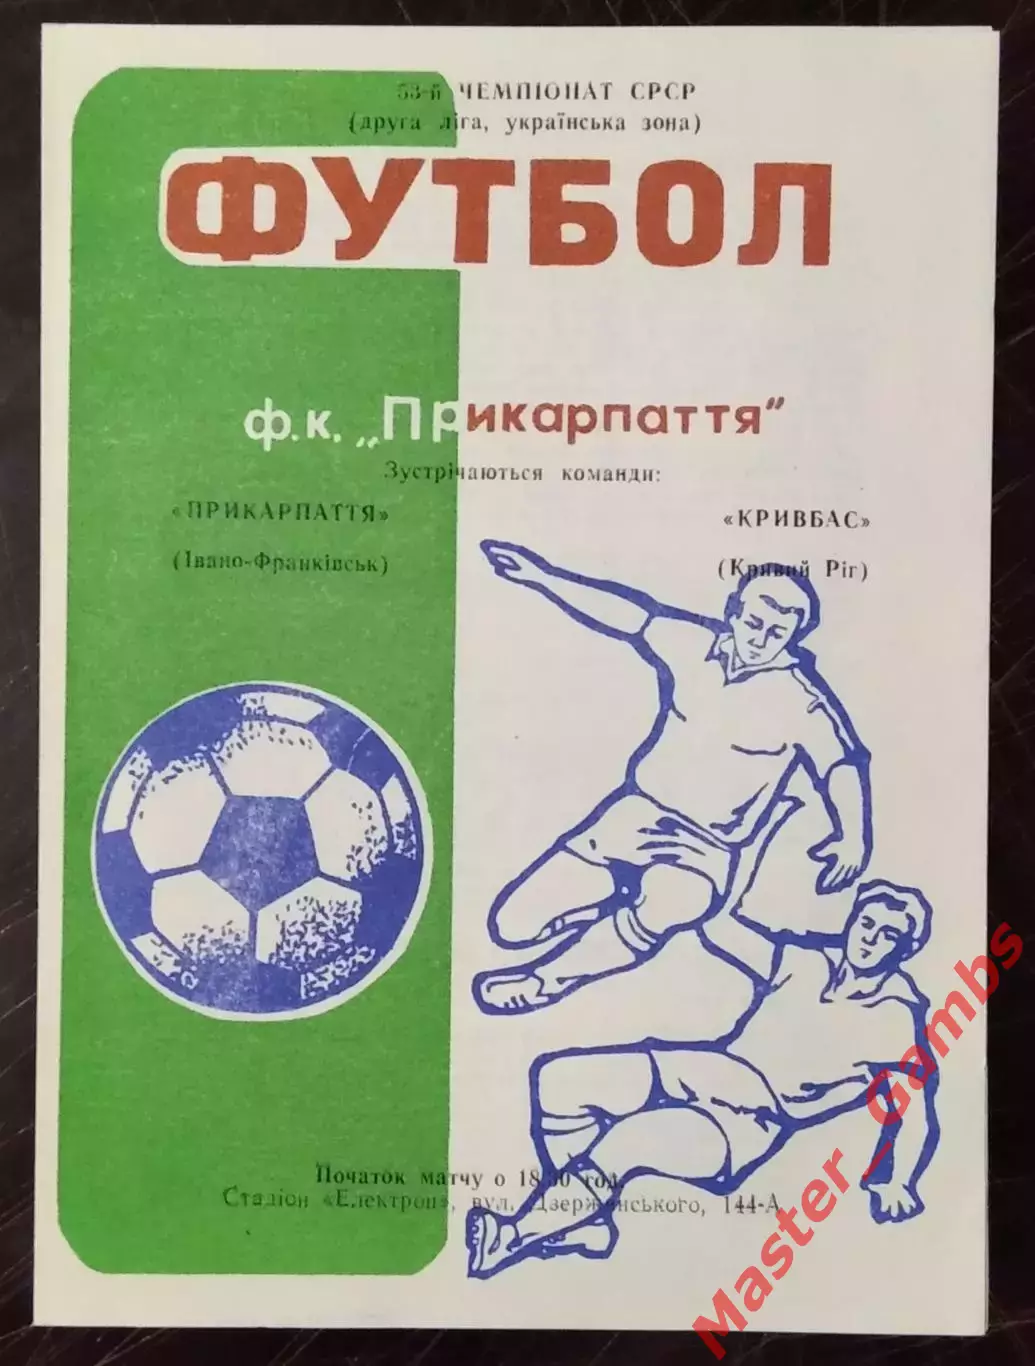 53-й ЧЕМПІОНАТ СРСР
(друга ліга, українська зона)
ФУТБОЛ
ф.к. „Прикарпаття"
Зустрічаються команди:
«ПРИКАРПАТТЯ» «КРИВБАС»
(Івано-Франківськ) (Кривий Ріг)
Початок матчу о 18.30 год.
Стадіон «Електрон», вул. Дзержинського, 144-А
Master_Gambs